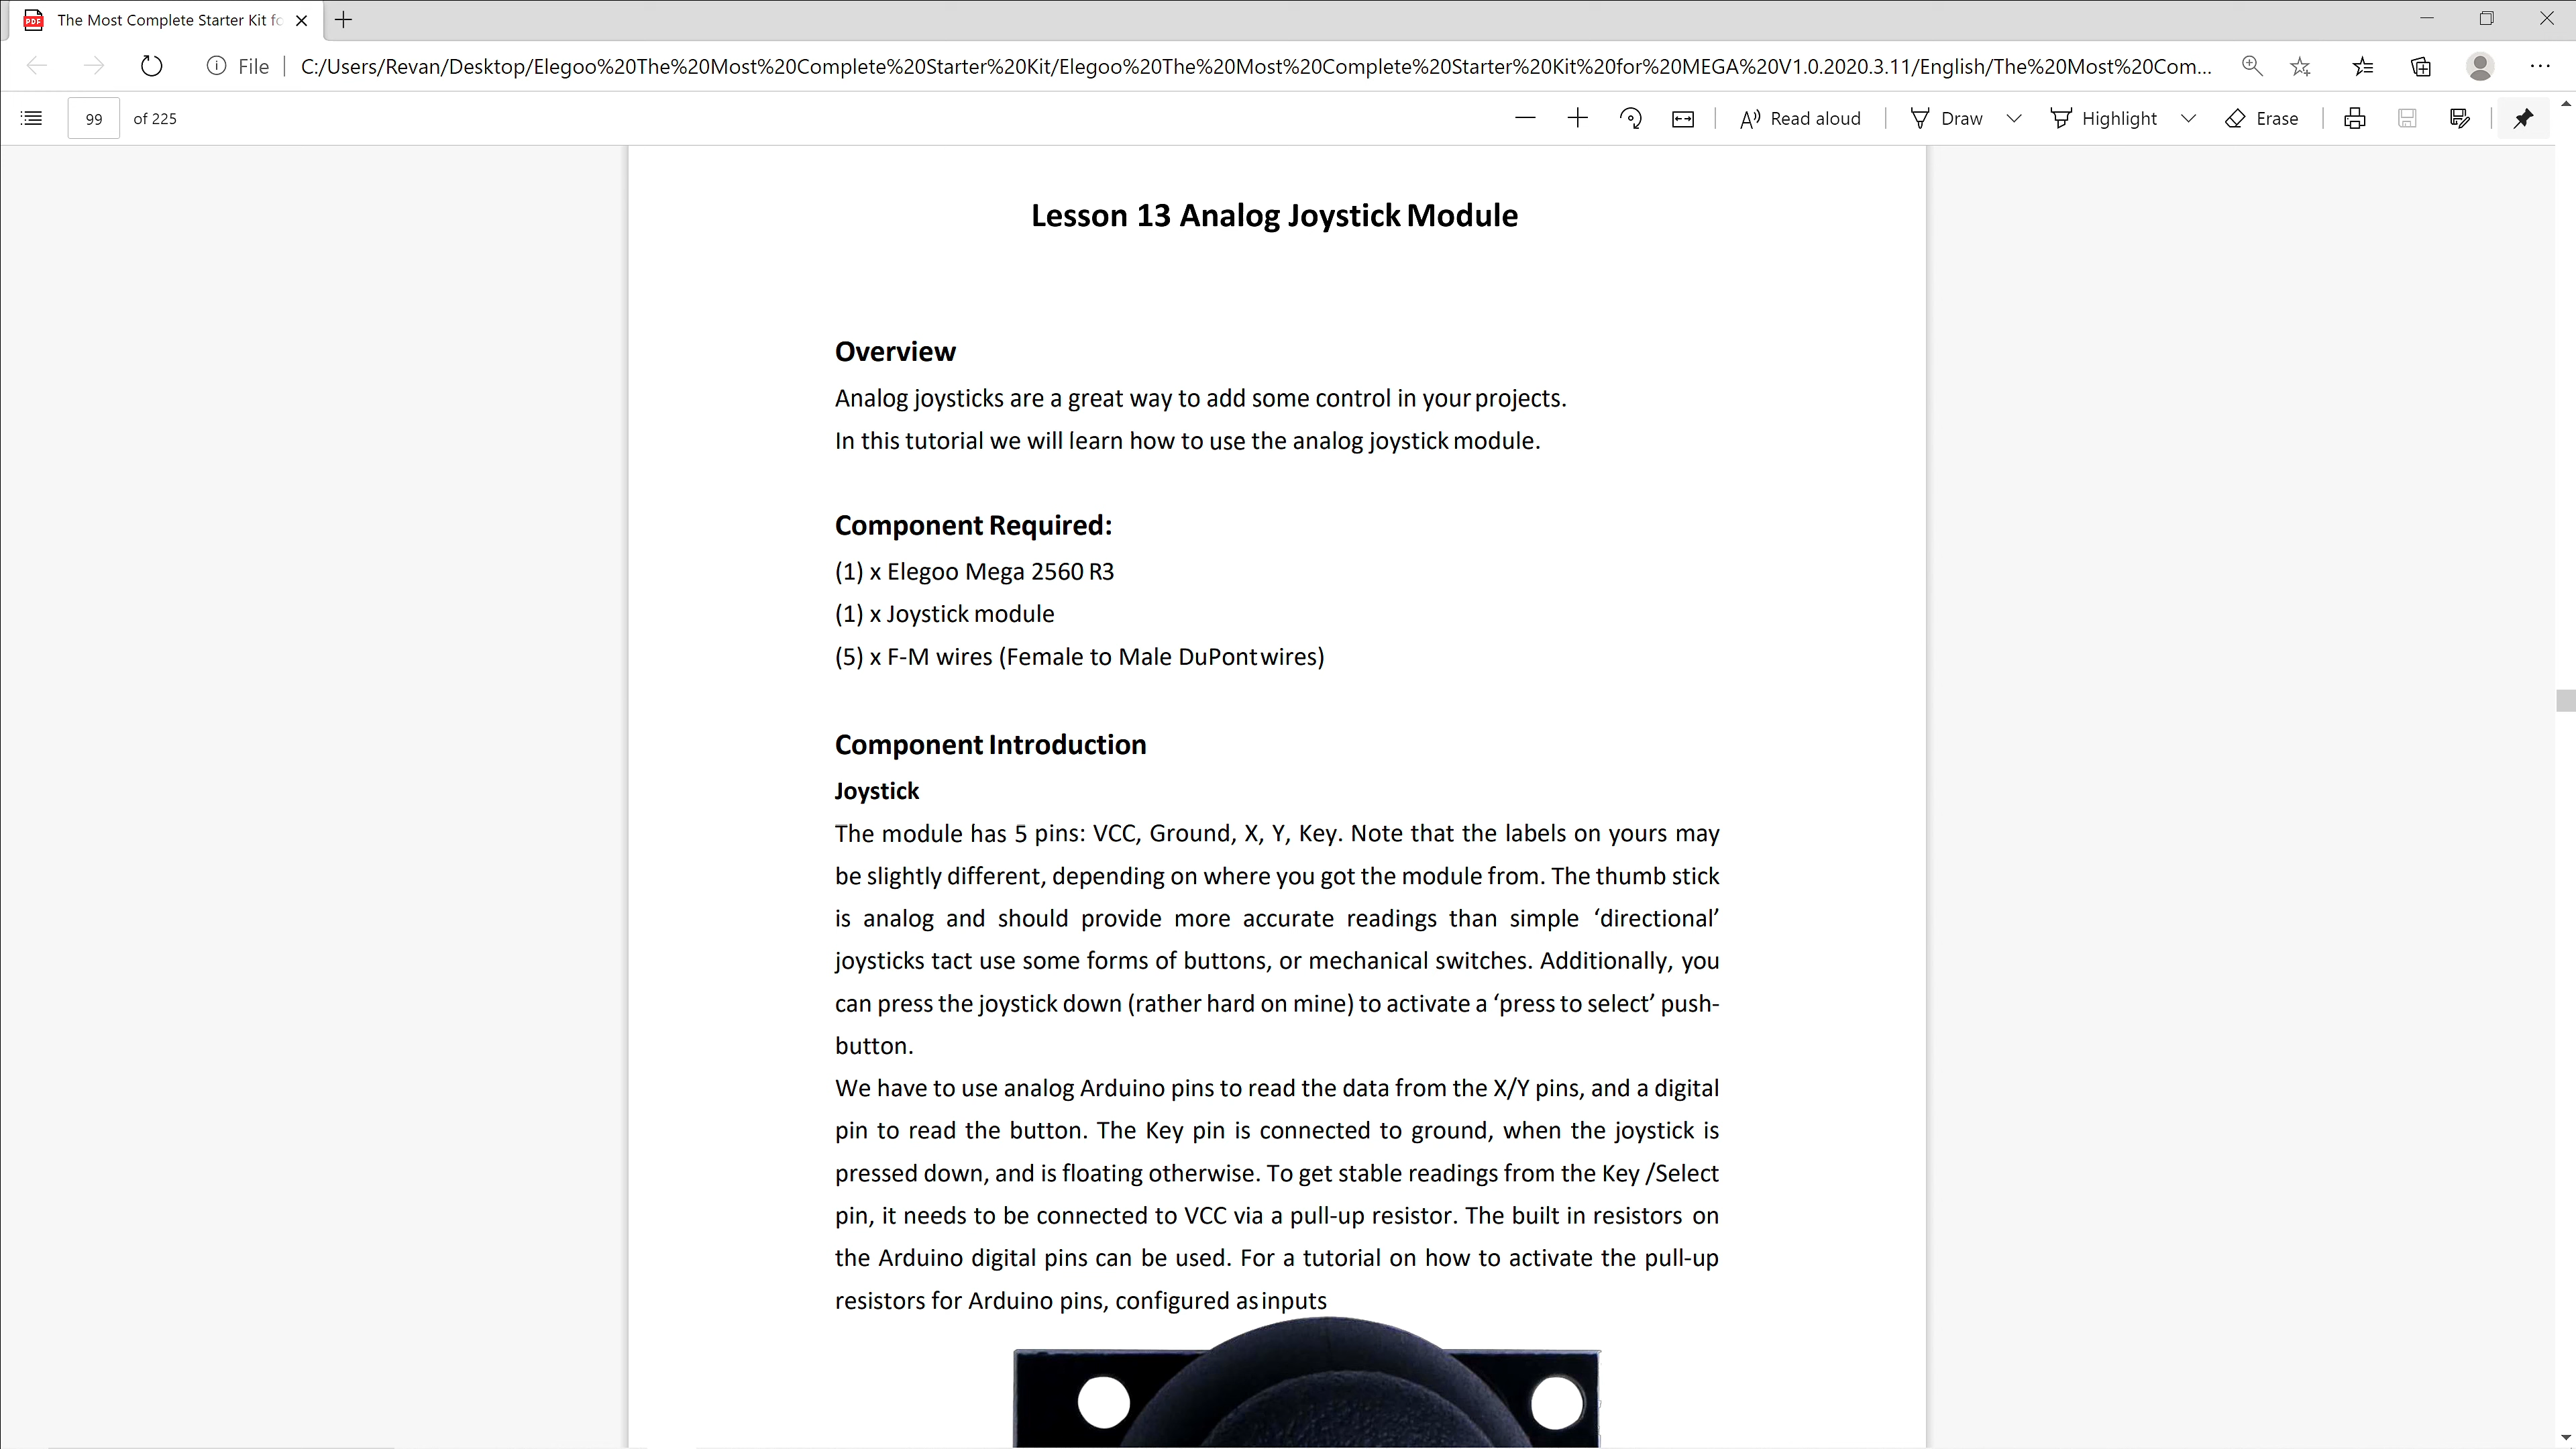 The Most Complete Starter Kit fo
File
C:/Users/Revan/Desktop/Elegoo%20The%20Most%20Complete%20Starter%20Kit/Elegoo%20The%20Most%20Complete%20Starter%20Kit%20for%20MEGA%20V1.0.2020.3.11/English/The%20Most%20Com...
99 of 225
Read aloud
Draw
Highlight
Erase
Lesson 13 Analog Joystick Module
Overview
Analog joysticks are a great way to add some control in your projects.
In this tutorial we will learn how to use the analog joystick module.
Component Required:
(1) x Elegoo Mega 2560 R3
(1) x Joystick module
(5) x F-M wires (Female to Male DuPont wires)
Component Introduction
Joystick
The module has 5 pins: VCC, Ground, X, Y, Key. Note that the labels on yours may
be slightly different, depending on where you got the module from. The thumb stick
is analog and should provide more accurate readings than simple ‘directional’
joysticks tact use some forms of buttons, or mechanical switches. Additionally, you
can press the joystick down (rather hard on mine) to activate a ‘press to select’ push-
button.
We have to use analog Arduino pins to read the data from the X/Y pins, and a digital
pin to read the button. The Key pin is connected to ground, when the joystick is
pressed down, and is floating otherwise. To get stable readings from the Key /Select
pin, it needs to be connected to VCC via a pull-up resistor. The built in resistors on
the Arduino digital pins can be used. For a tutorial on how to activate the pull-up
resistors for Arduino pins, configured as inputs